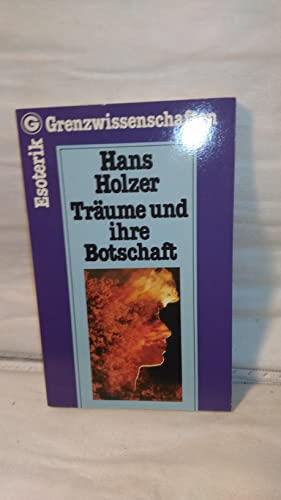 G Grenzwissenschaften
Esoterik
Hans
Holzer
Träume und
ihre
Botschaft